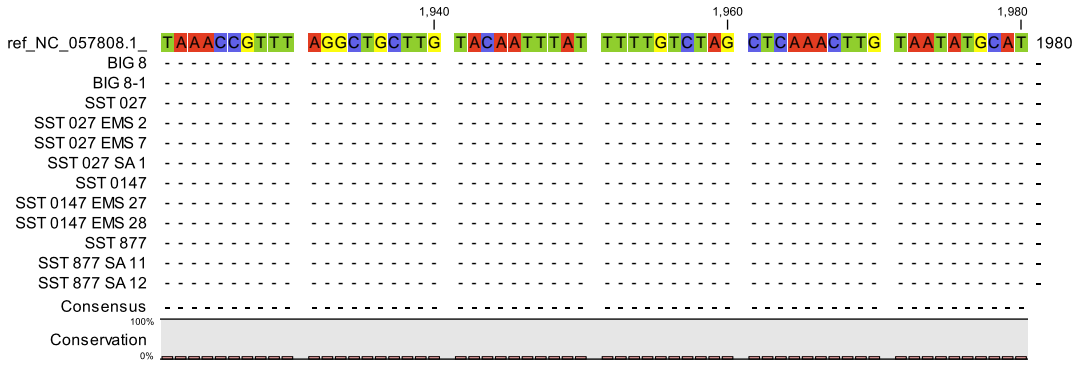 1,940 1,960 1,980
ref_NC_057808.1_ TAAACCGTTT AGGCTGCTTG TACAATTTAT TTTTGTCTAG CTCAAACTTG TAATATGCAT 1980
BIG 8 ---------- ---------- ---------- ---------- ---------- ---------- -
BIG 8-1 ---------- ---------- ---------- ---------- ---------- ---------- -
SST 027 ---------- ---------- ---------- ---------- ---------- ---------- -
SST 027 EMS 2 ---------- ---------- ---------- ---------- ---------- ---------- -
SST 027 EMS 7 ---------- ---------- ---------- ---------- ---------- ---------- -
SST 027 SA 1 ---------- ---------- ---------- ---------- ---------- ---------- -
SST 0147 ---------- ---------- ---------- ---------- ---------- ---------- -
SST 0147 EMS 27 ---------- ---------- ---------- ---------- ---------- ---------- -
SST 0147 EMS 28 ---------- ---------- ---------- ---------- ---------- ---------- -
SST 877 ---------- ---------- ---------- ---------- ---------- ---------- -
SST 877 SA 11 ---------- ---------- ---------- ---------- ---------- ---------- -
SST 877 SA 12 ---------- ---------- ---------- ---------- ---------- ---------- -
Consensus ---------- ---------- ---------- ---------- ---------- ---------- -
100%
Conservation
0%